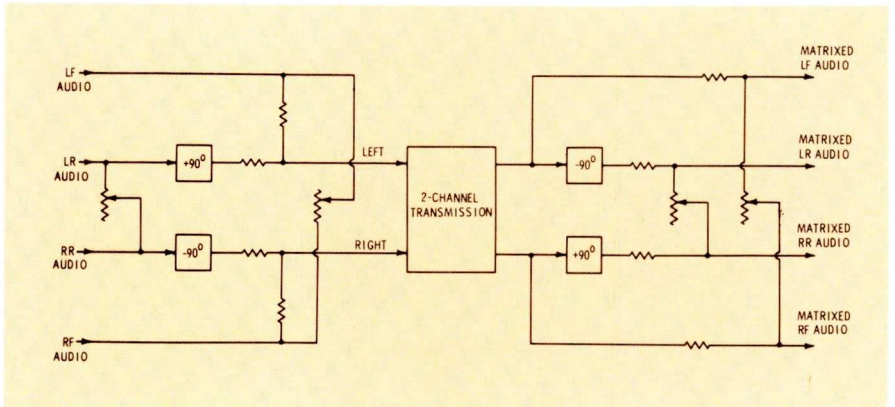 LF
AUDIO
LR
AUDIO
RR
AUDIO
RF
AUDIO
+90°
-90°
LEFT
RIGHT
2-CHANNEL
TRANSMISSION
-90°
+90°
MATRIXED
LF AUDIO
MATRIXED
LR AUDIO
MATRIXED
RR AUDIO
MATRIXED
RF AUDIO